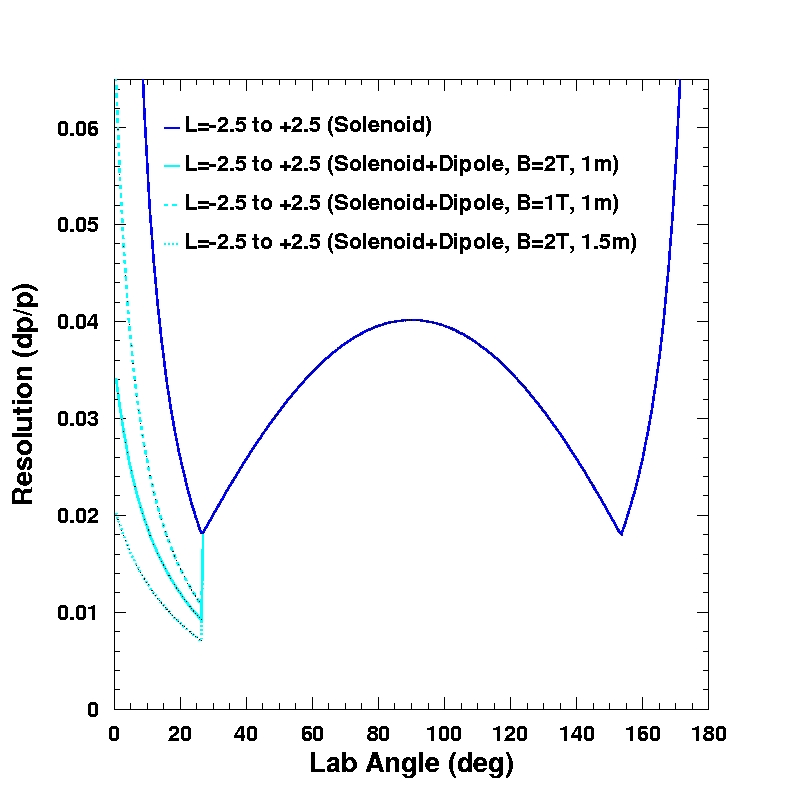 L=-2.5 to +2.5 (Solenoid)
L=-2.5 to +2.5 (Solenoid+Dipole, B=2T, 1m)
L=-2.5 to +2.5 (Solenoid+Dipole, B=1T, 1m)
L=-2.5 to +2.5 (Solenoid+Dipole, B=2T, 1.5m)
Resolution (dp/p)
0.06
0.05
0.04
0.03
0.02
0.01
0
0 20 40 60 80 100 120 140 160 180
Lab Angle (deg)